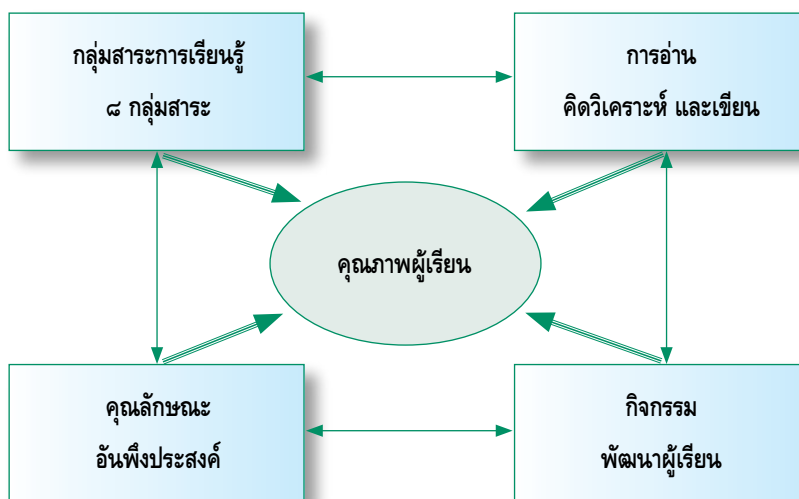 กลุ่มสาระการเรียนรู้
๘ กลุ่มสาระ
การอ่าน
คิดวิเคราะห์ และเขียน
คุณภาพผู้เรียน
คุณลักษณะ
อันพึงประสงค์
กิจกรรม
พัฒนาผู้เรียน